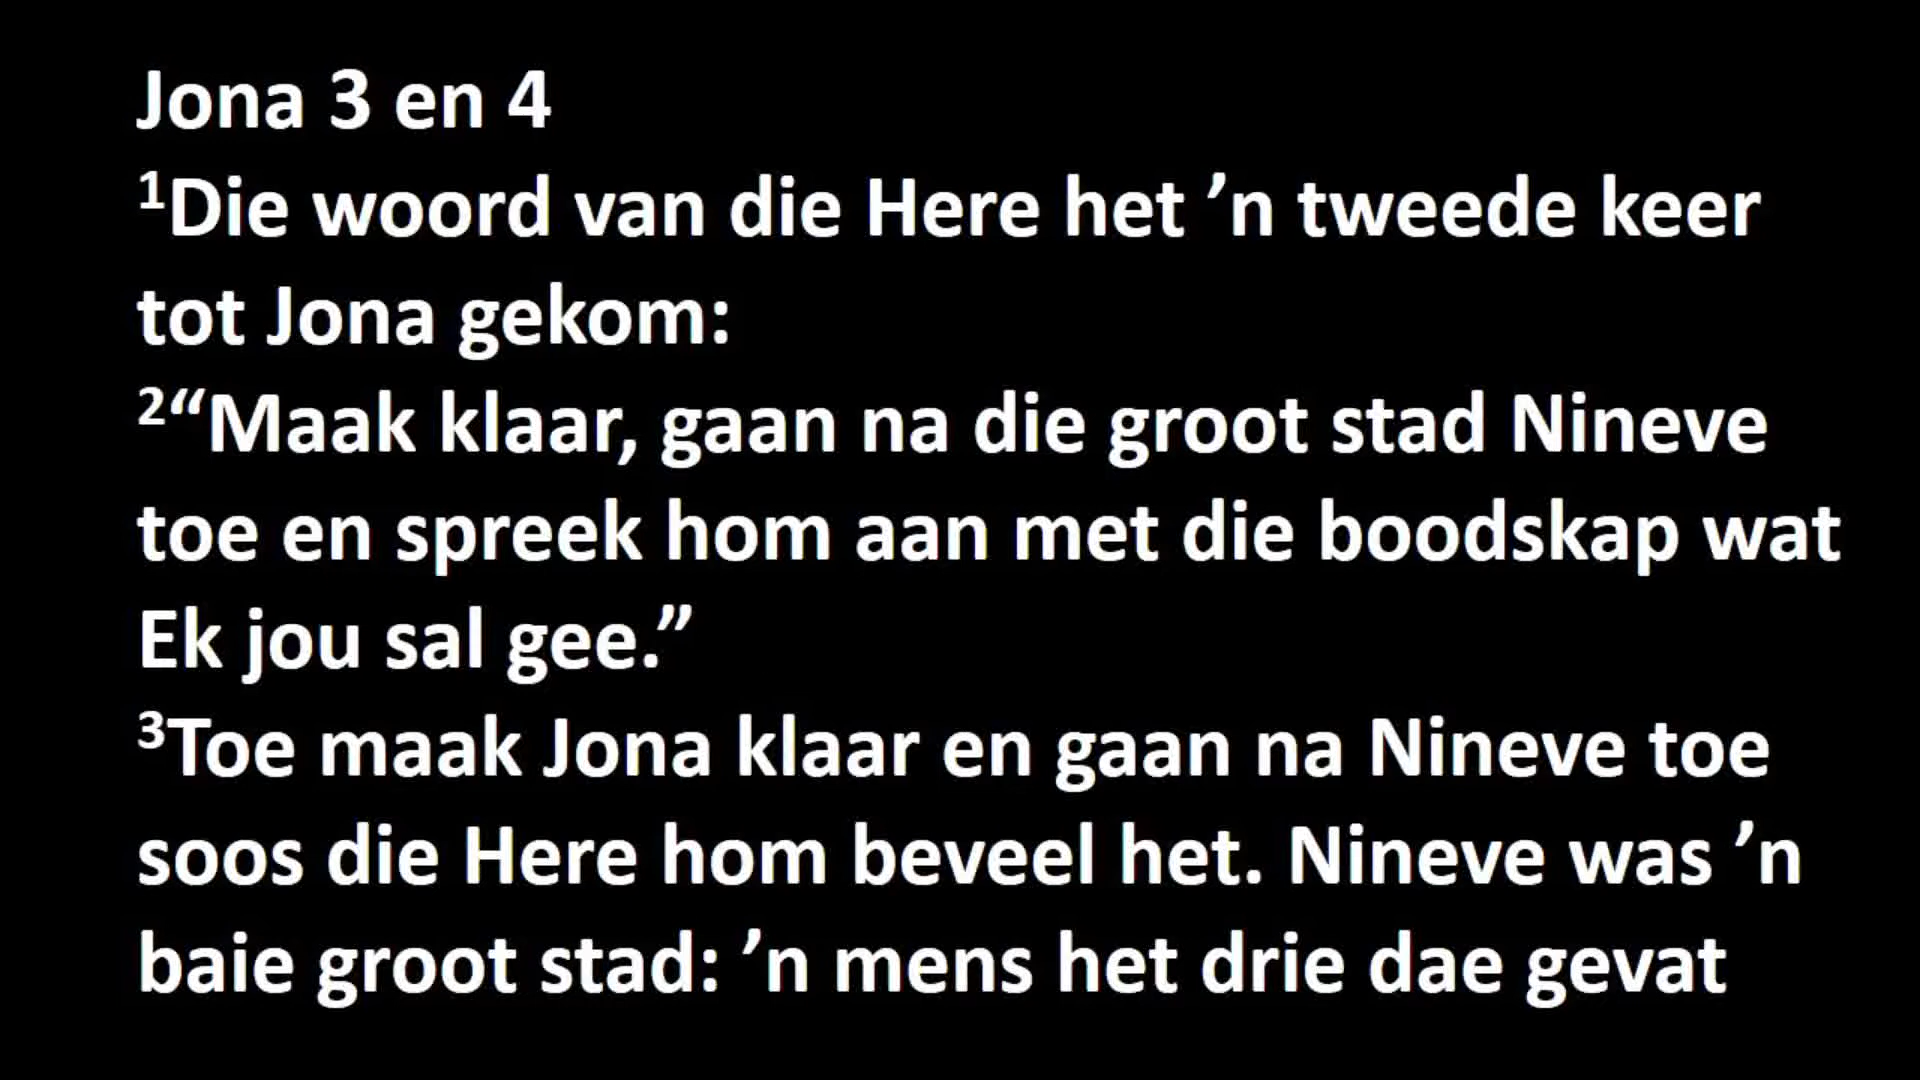 Jona 3 en 4
¹Die woord van die Here het ’n tweede keer
tot Jona gekom:
²“Maak klaar, gaan na die groot stad Nineve
toe en spreek hom aan met die boodskap wat
Ek jou sal gee.”
³Toe maak Jona klaar en gaan na Nineve toe
soos die Here hom beveel het. Nineve was ’n
baie groot stad: ’n mens het drie dae gevat